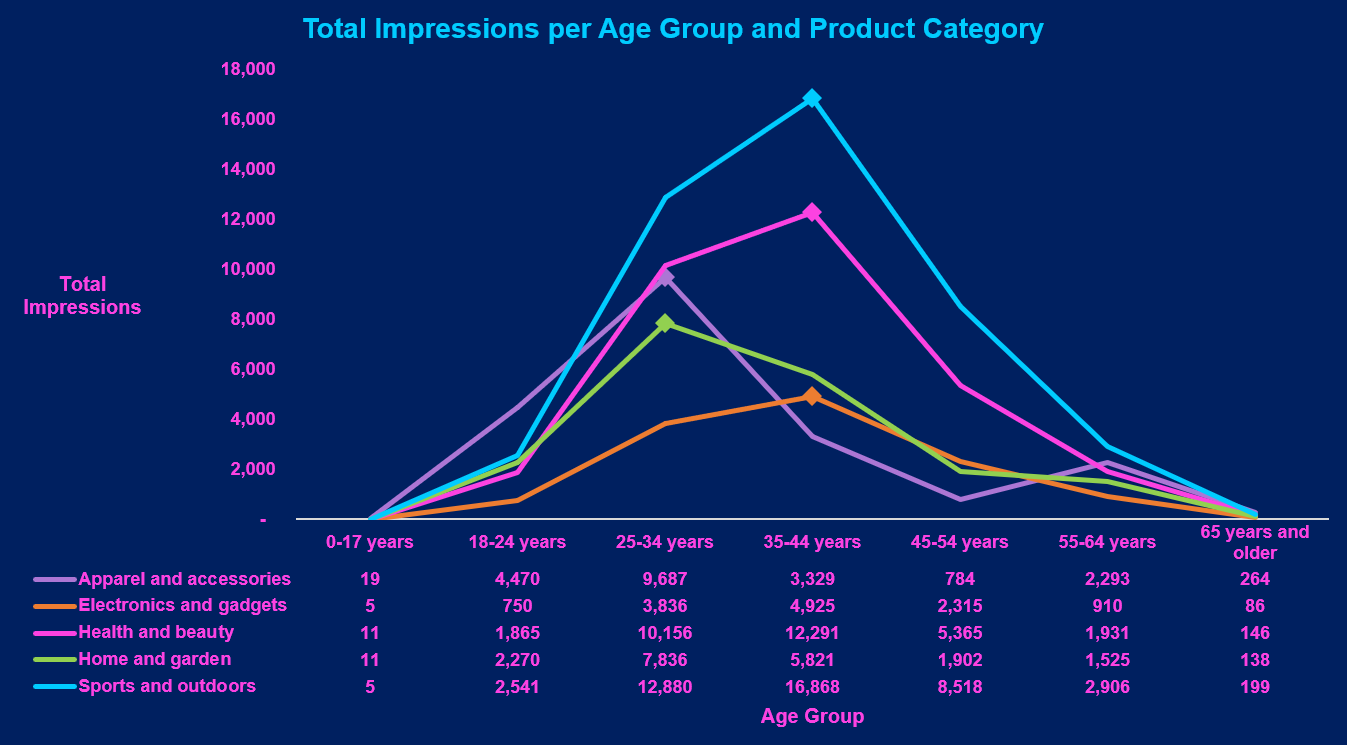 Total Impressions per Age Group and Product Category
18,000
16,000
14,000
12,000
10,000
8,000
6,000
4,000
2,000
-
Total
Impressions
0-17 years 18-24 years 25-34 years 35-44 years 45-54 years 55-64 years 65 years and
older
Apparel and accessories 19 4,470 9,687 3,329 784 2,293 264
Electronics and gadgets 5 750 3,836 4,925 2,315 910 86
Health and beauty 11 1,865 10,156 12,291 5,365 1,931 146
Home and garden 11 2,270 7,836 5,821 1,902 1,525 138
Sports and outdoors 5 2,541 12,880 16,868 8,518 2,906 199
Age Group